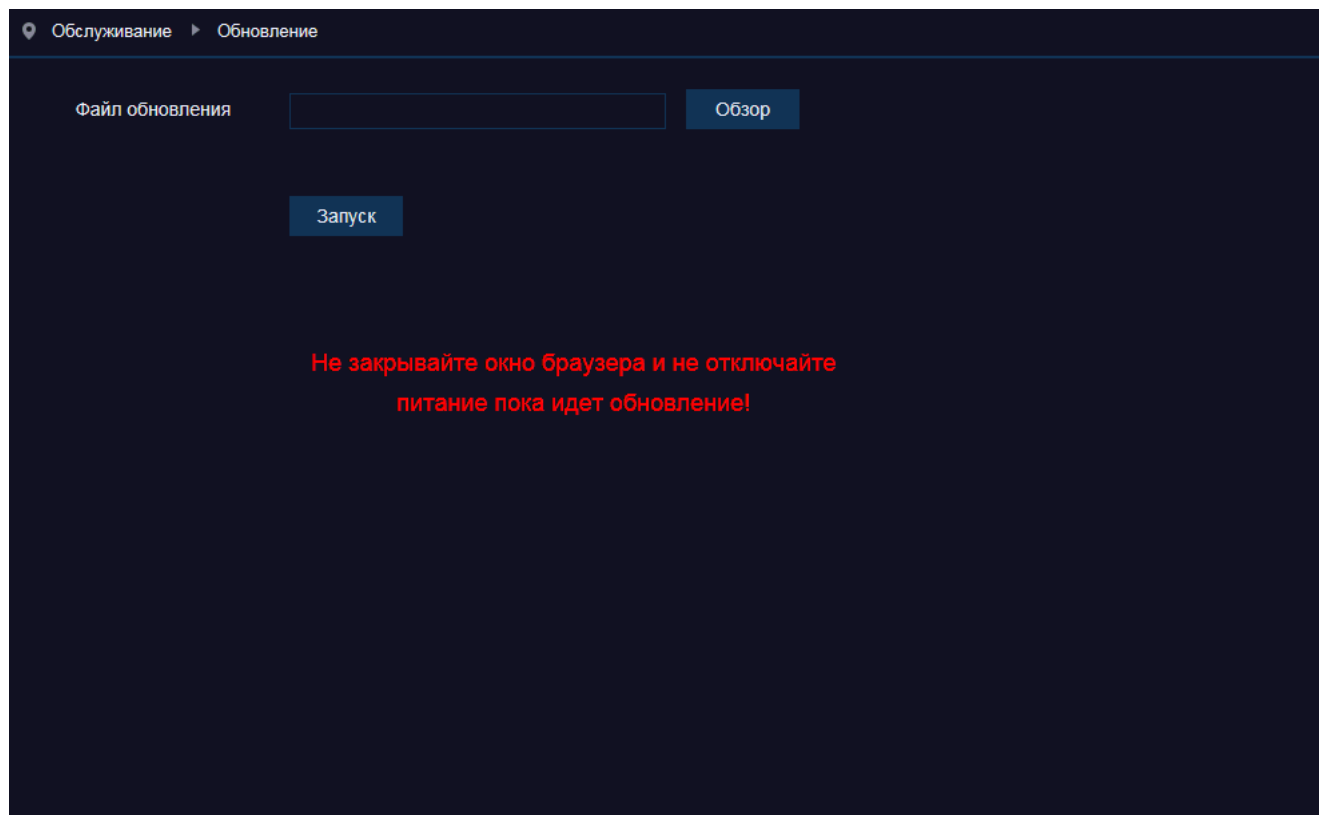 Обслуживание Обновление
Файл обновления Обзор
Запуск
Не закрывайте окно браузера и не отключайте
питание пока идет обновление!